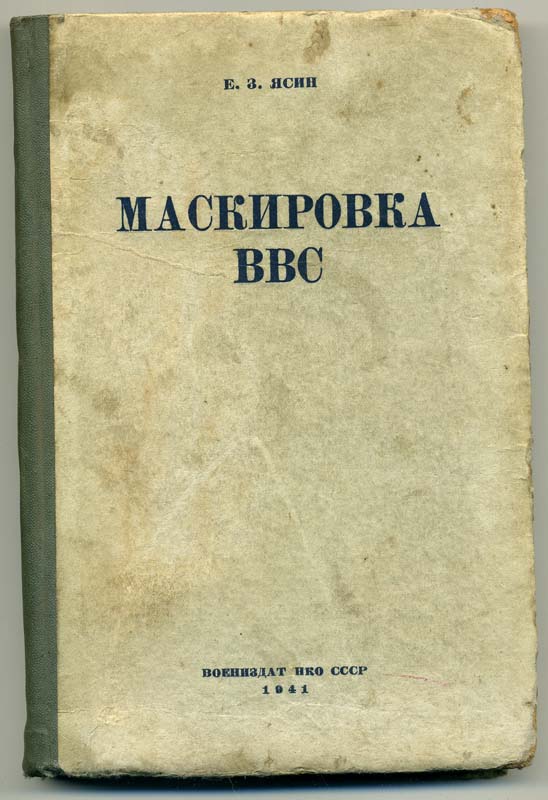 Е. З. ЯСИН
МАСКИРОВКА
ВВС
ВОЕНИЗДАТ НКО СССР
1941